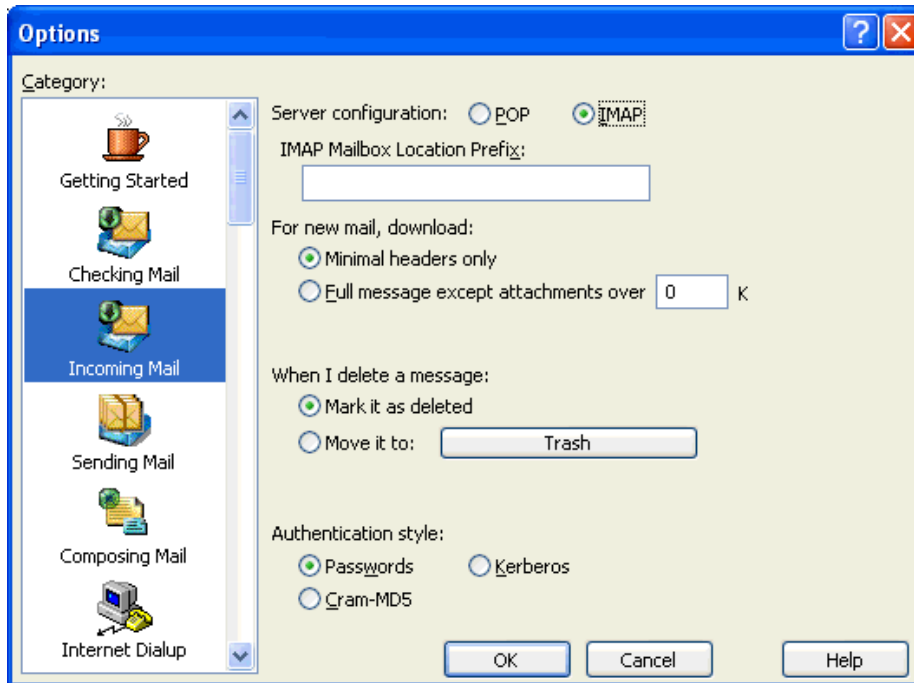 Options
Category:
Getting Started
Checking Mail
Incoming Mail
Sending Mail
Composing Mail
Internet Dialup
Server configuration: POP IMAP
IMAP Mailbox Location Prefix:
For new mail, download:
Minimal headers only
Full message except attachments over 0 K
When I delete a message:
Mark it as deleted
Move it to: Trash
Authentication style:
Passwords Kerberos
Cram-MD5
OK Cancel Help